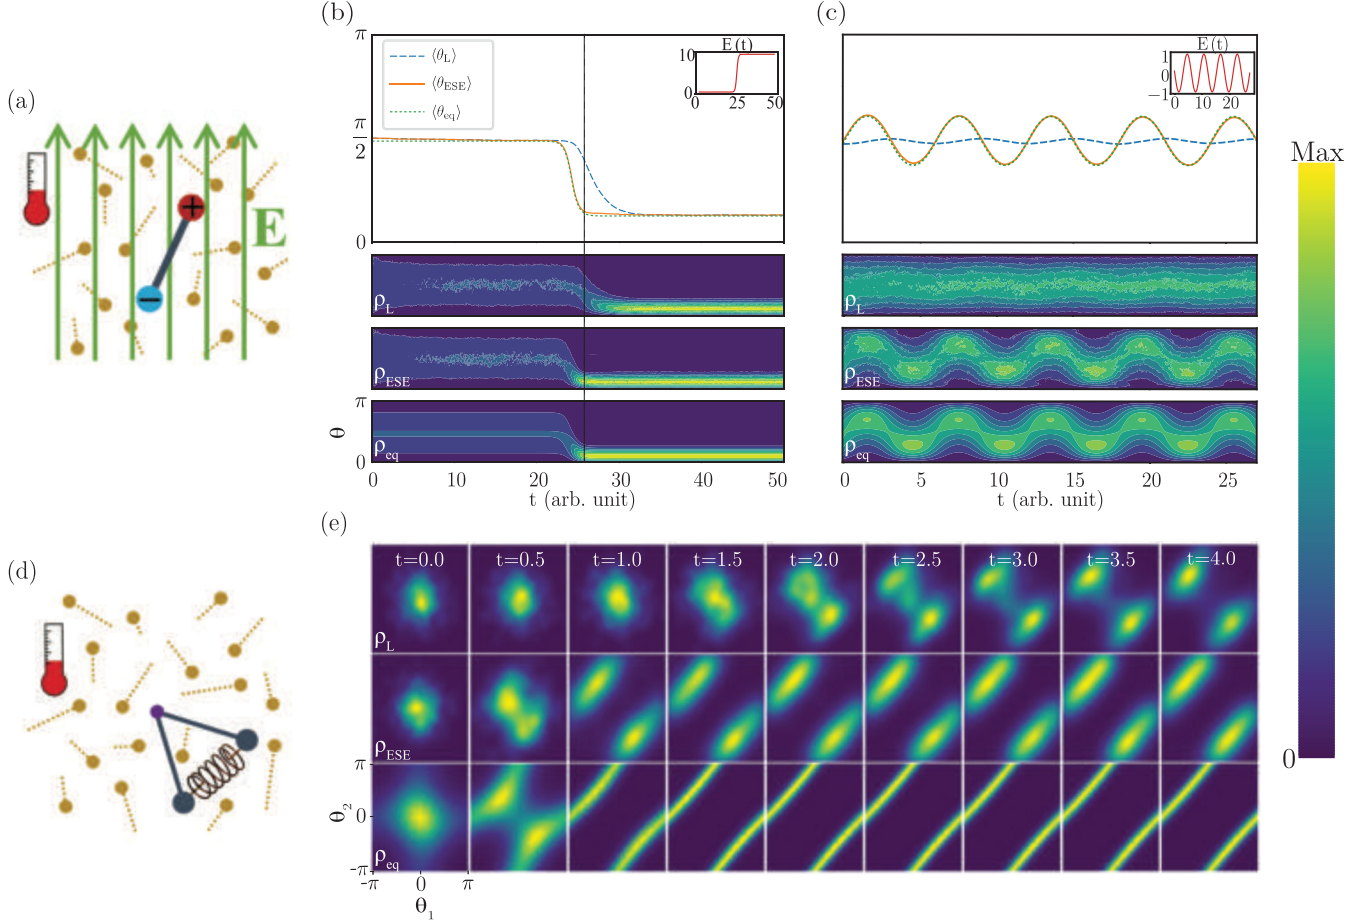 (a)
E
+
−
(b)
π
π/2
0
⟨θ_L⟩
⟨θ_ESE⟩
⟨θ_eq⟩
E(t)
10
0
0 25 50
ρ_L
ρ_ESE
π
θ
0
ρ_eq
0 10 20 30 40 50
t (arb. unit)
(c)
E(t)
1
0
−1
0 10 20
ρ_L
ρ_ESE
ρ_eq
0 5 10 15 20 25
t (arb. unit)
Max
0
(d)
(e)
t=0.0 t=0.5 t=1.0 t=1.5 t=2.0 t=2.5 t=3.0 t=3.5 t=4.0
ρ_L
ρ_ESE
π
θ_2
0
-π
ρ_eq
-π 0 π
θ_1